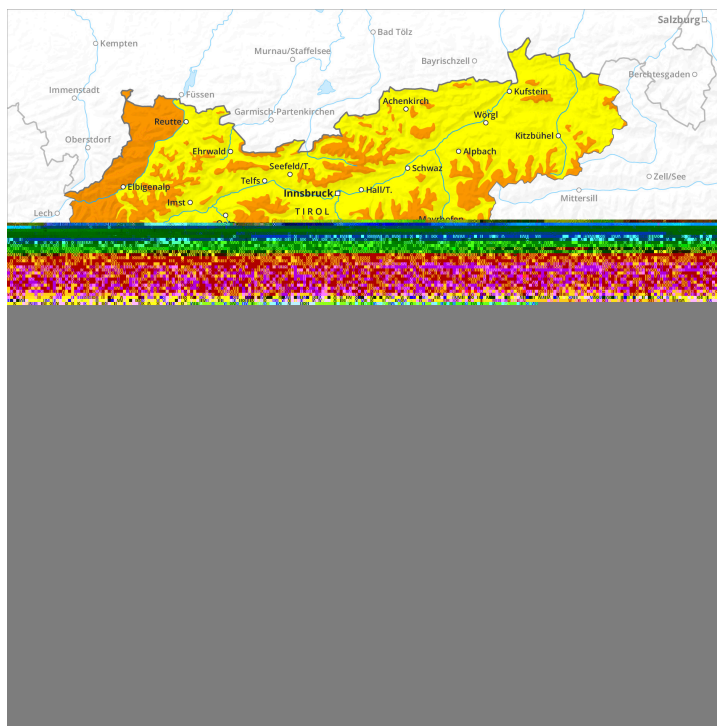 Salzburg
Kempten
Bad Tölz
Murnau/Staffelsee
Bayrischzell
Berchtesgaden
Immenstadt
Füssen
Kufstein
Achenkirch
Garmisch-Partenkirchen
Reutte
Wörgl
Kitzbühel
Oberstdorf
Ehrwald
Alpbach
Seefeld/T.
Schwaz
Zell/See
Telfs
Elbigenalp
Innsbruck
Hall/T.
Mittersill
Imst
Lech
TIROL
Mayrhofen